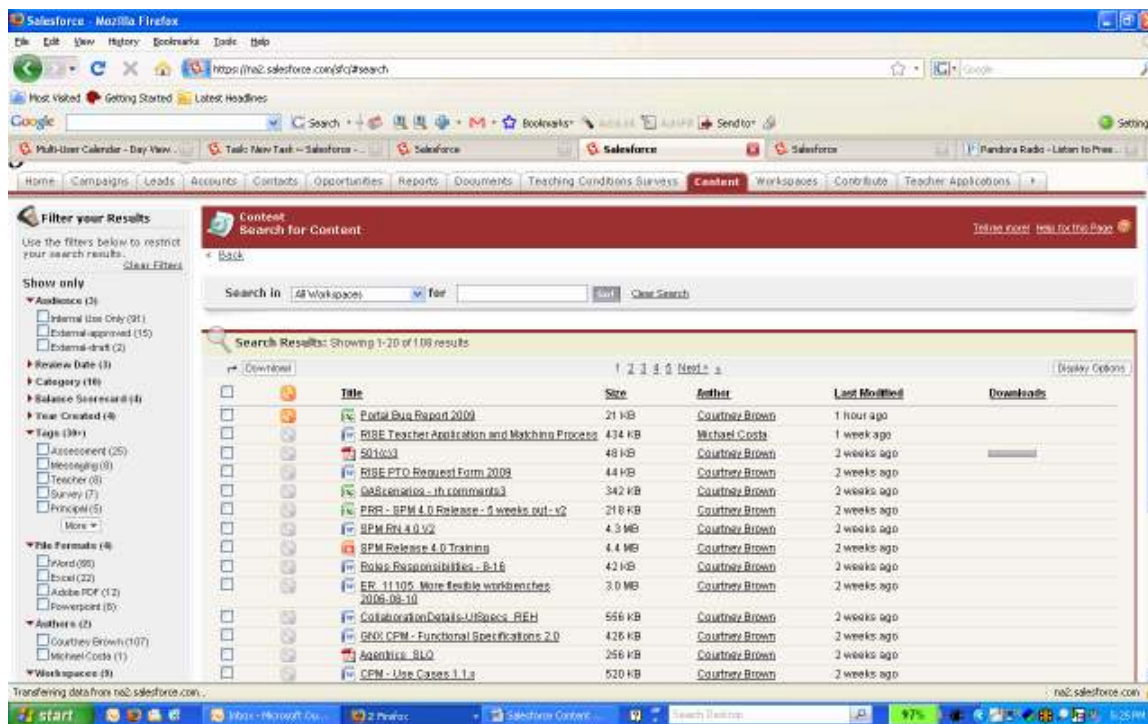 Salesforce - Mozilla Firefox
File Edit View History Bookmarks Tools Help
https://na2.salesforce.com/sfc/#search
Google
Most Visited Getting Started Latest Headlines
Google Search Bookmarks Send to Setting
Multi-User Calendar - Day View ... Task: New Task ~ Salesforce - ... Salesforce Salesforce Salesforce Pandora Radio - Listen to Free ...
Home Campaigns Leads Accounts Contacts Opportunities Reports Documents Teaching Conditions Surveys Content Workspaces Contribute Teacher Applications
Filter your Results
Use the filters below to restrict
your search results.
Clear Filters
Show only
Audience (3)
Internal Use Only (91)
External-approved (15)
External-draft (2)
Review Date (3)
Category (10)
Balance Scorecard (4)
Year Created (4)
Tags (30+)
Assessment (25)
Messaging (8)
Teacher (8)
Survey (7)
Principal (5)
More
File Formats (4)
Word
Excel (22)
Adobe PDF (12)
Powerpoint
Authors (2)
Courtney Brown (107)
Michael Costa (1)
Workspaces
Content
Search for Content
Tell me more! Help for this Page
< Back
Search in All Workspaces for Clear Search
Search Results: Showing 1-20 of 108 results
Download 1 2 3 4 5 Next > Display Options
Title Size Author Last Modified Downloads
Portal Bug Report 2009 21 KB Courtney Brown 1 hour ago
RISE Teacher Application and Matching Process 434 KB Michael Costa 1 week ago
501(c)3 48 KB Courtney Brown 2 weeks ago
RISE PTO Request Form 2009 44 KB Courtney Brown 2 weeks ago
QAScenarios - rh comments3 342 KB Courtney Brown 2 weeks ago
PRR - SPM 4.0 Release - 5 weeks out - v2 218 KB Courtney Brown 2 weeks ago
SPM RN 4.0 V2 4.3 MB Courtney Brown 2 weeks ago
SPM Release 4.0 Training 4.4 MB Courtney Brown 2 weeks ago
Roles Responsibilities - 8-16 42 KB Courtney Brown 2 weeks ago
ER_11105_More flexible workbenches 3.0 MB Courtney Brown 2 weeks ago
2006-08-10
CollaborationDetails-UISpecs_REH 556 KB Courtney Brown 2 weeks ago
GNX CPM - Functional Specifications 2.0 426 KB Courtney Brown 2 weeks ago
Agentrics_SLO 256 KB Courtney Brown 2 weeks ago
CPM - Use Cases 520 KB Courtney Brown 2 weeks ago
Transferring data from na2.salesforce.com... na2.salesforce.com
start Inbox - Microsoft Ou... 2 Firefox Salesforce Content ... Search Desktop 97% 5:25 PM